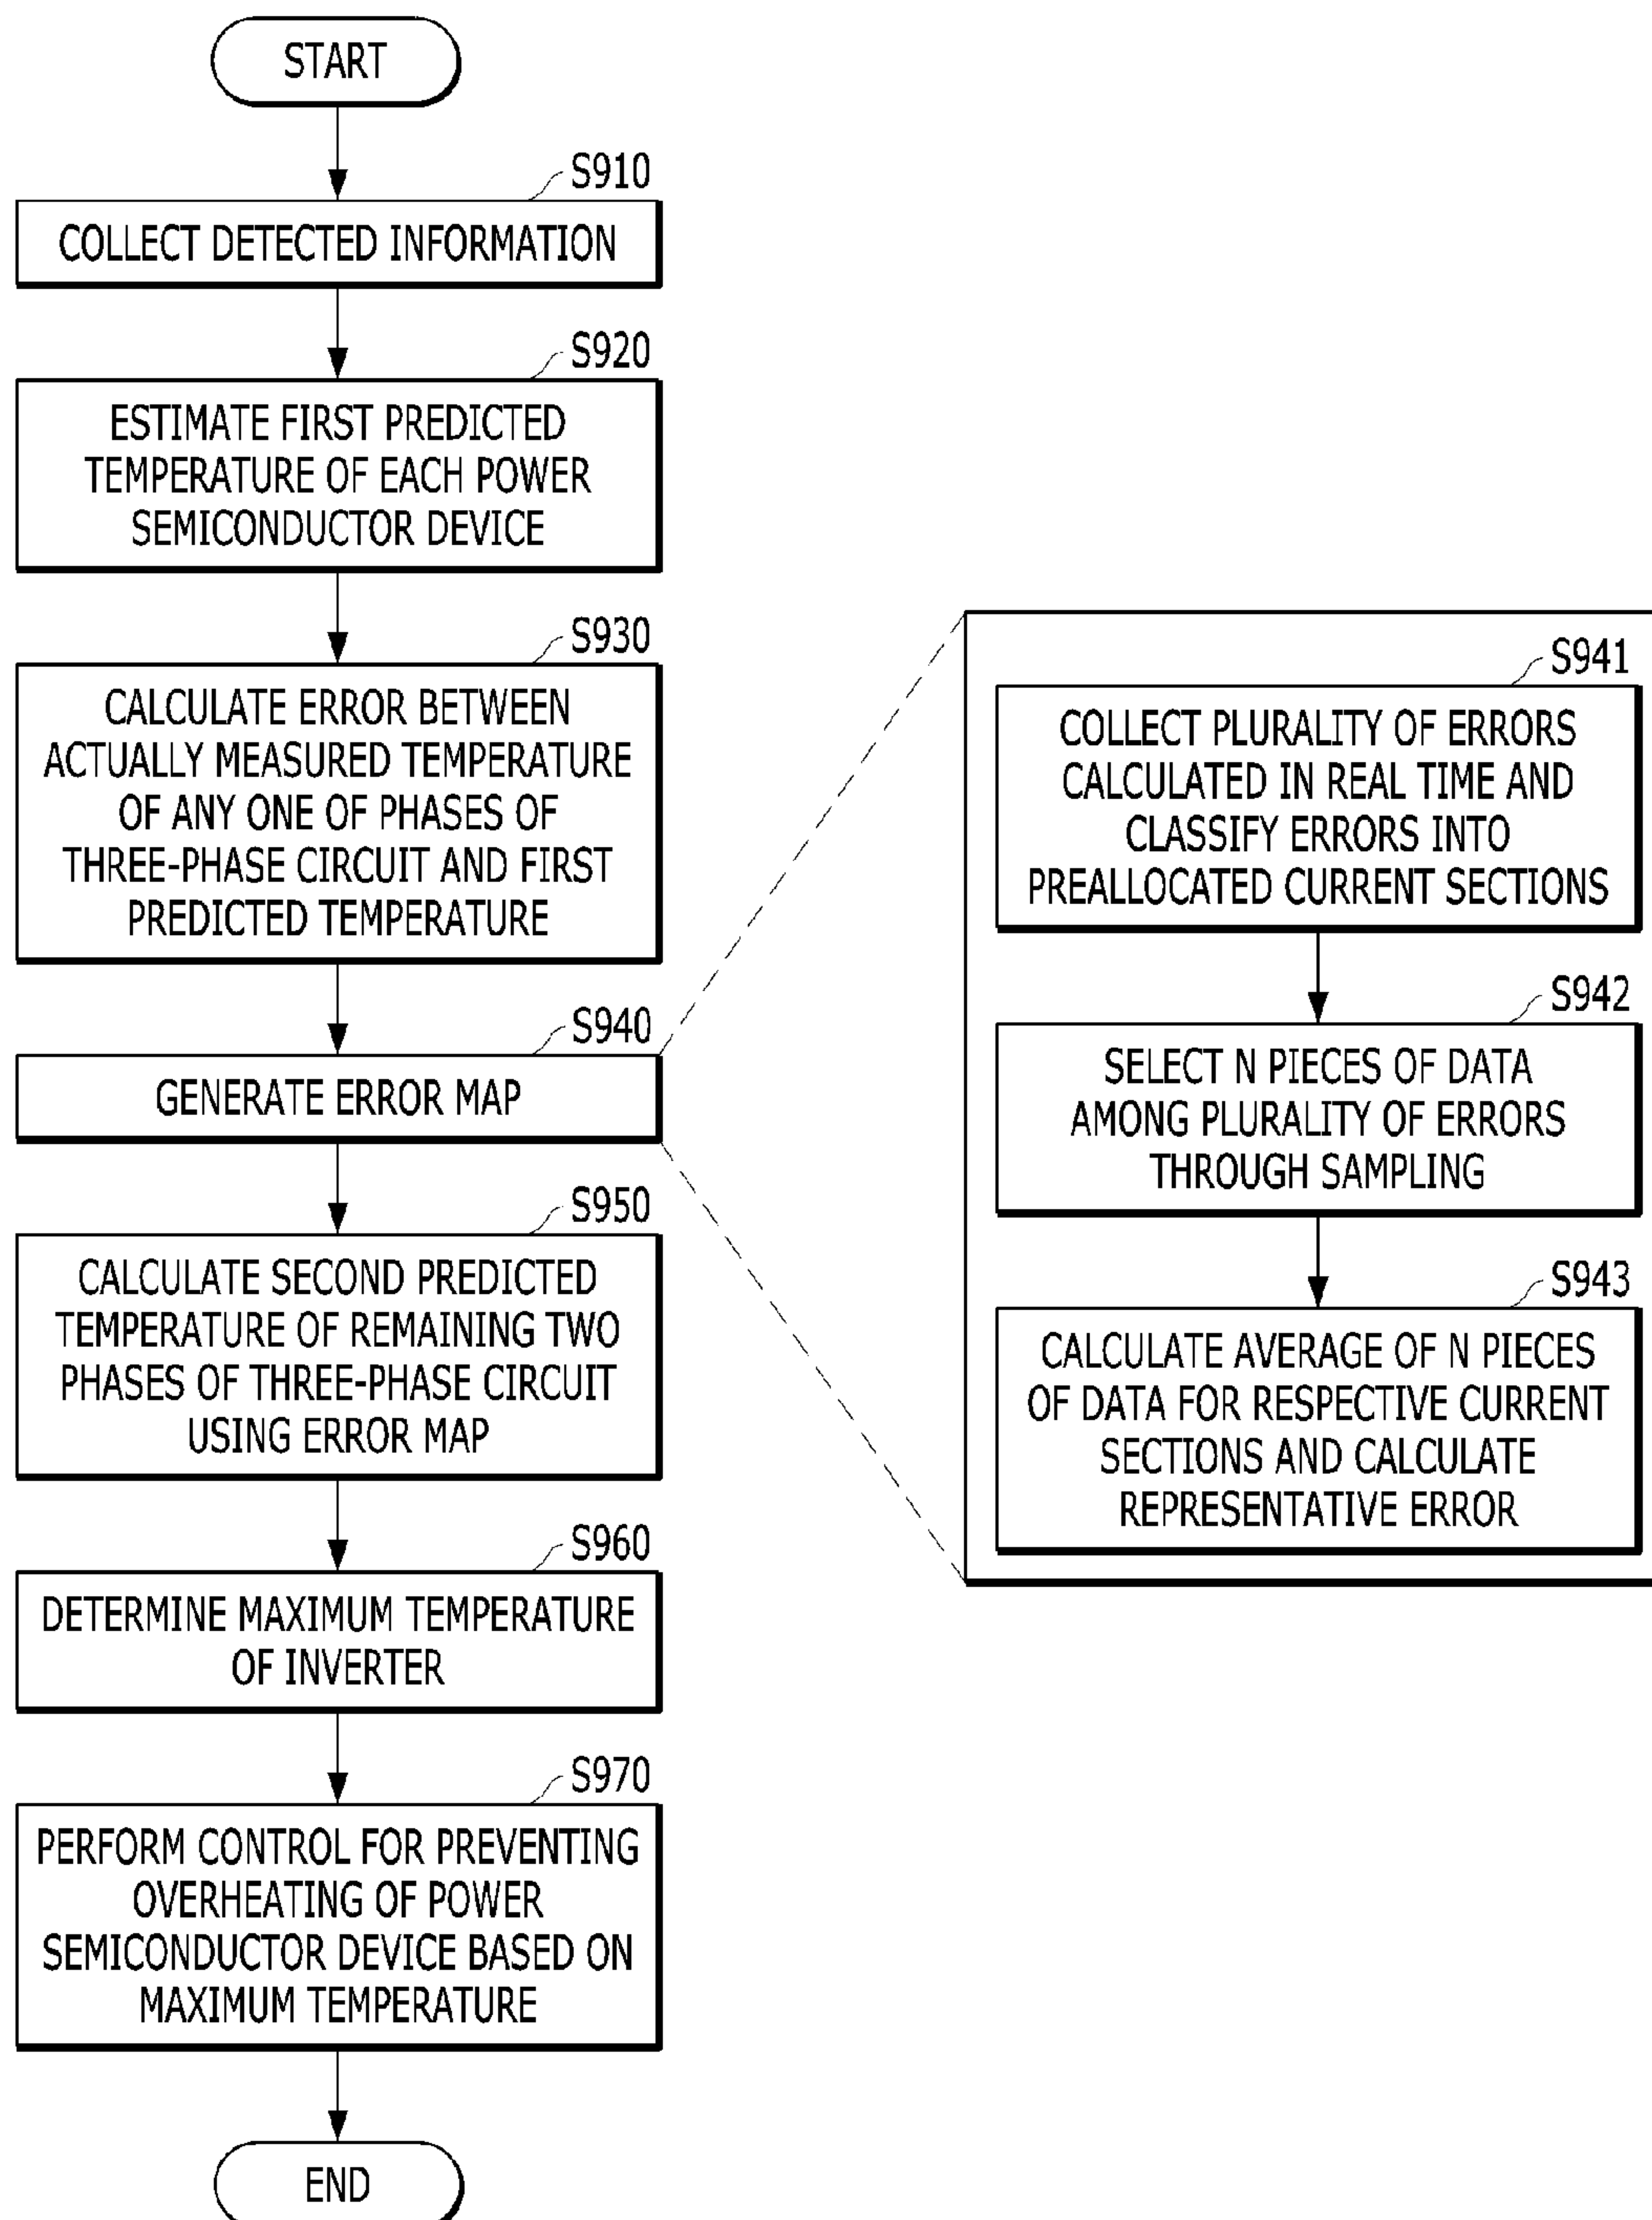 START
S910
COLLECT DETECTED INFORMATION
S920
ESTIMATE FIRST PREDICTED
TEMPERATURE OF EACH POWER
SEMICONDUCTOR DEVICE
S930
CALCULATE ERROR BETWEEN
ACTUALLY MEASURED TEMPERATURE
OF ANY ONE OF PHASES OF
THREE-PHASE CIRCUIT AND FIRST
PREDICTED TEMPERATURE
S940
GENERATE ERROR MAP
S941
COLLECT PLURALITY OF ERRORS
CALCULATED IN REAL TIME AND
CLASSIFY ERRORS INTO
PREALLOCATED CURRENT SECTIONS
S942
SELECT N PIECES OF DATA
AMONG PLURALITY OF ERRORS
THROUGH SAMPLING
S943
CALCULATE AVERAGE OF N PIECES
OF DATA FOR RESPECTIVE CURRENT
SECTIONS AND CALCULATE
REPRESENTATIVE ERROR
S950
CALCULATE SECOND PREDICTED
TEMPERATURE OF REMAINING TWO
PHASES OF THREE-PHASE CIRCUIT
USING ERROR MAP
S960
DETERMINE MAXIMUM TEMPERATURE
OF INVERTER
S970
PERFORM CONTROL FOR PREVENTING
OVERHEATING OF POWER
SEMICONDUCTOR DEVICE BASED ON
MAXIMUM TEMPERATURE
END